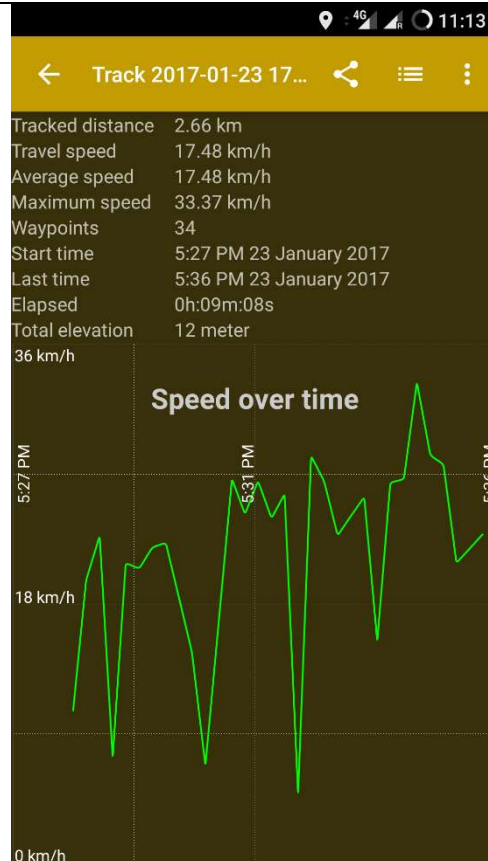 4G R 11:13
Track 2017-01-23 17...
Tracked distance 2.66 km
Travel speed 17.48 km/h
Average speed 17.48 km/h
Maximum speed 33.37 km/h
Waypoints 34
Start time 5:27 PM 23 January 2017
Last time 5:36 PM 23 January 2017
Elapsed 0h:09m:08s
Total elevation 12 meter
36 km/h
Speed over time
5:27 PM
5:31 PM
18 km/h
0 km/h